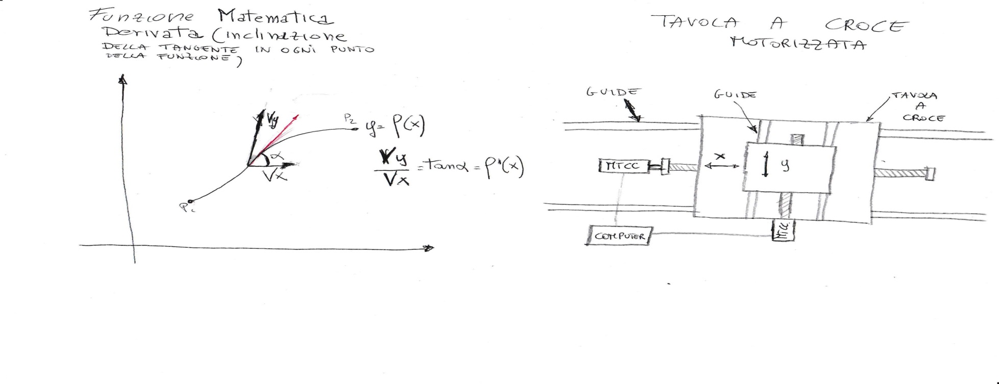 Funzione Matematica
Derivata (inclinazione
DELLA TANGENTE IN OGNI PUNTO
DELLA FUNZIONE)
Vy
α
Vx
P1
P2
y = f(x)
Vy / Vx = tanα = f'(x)
TAVOLA A CROCE
MOTORIZZATA
GUIDE
GUIDE
TAVOLA
A
CROCE
MTCC
x
y
COMPUTER
MTCC